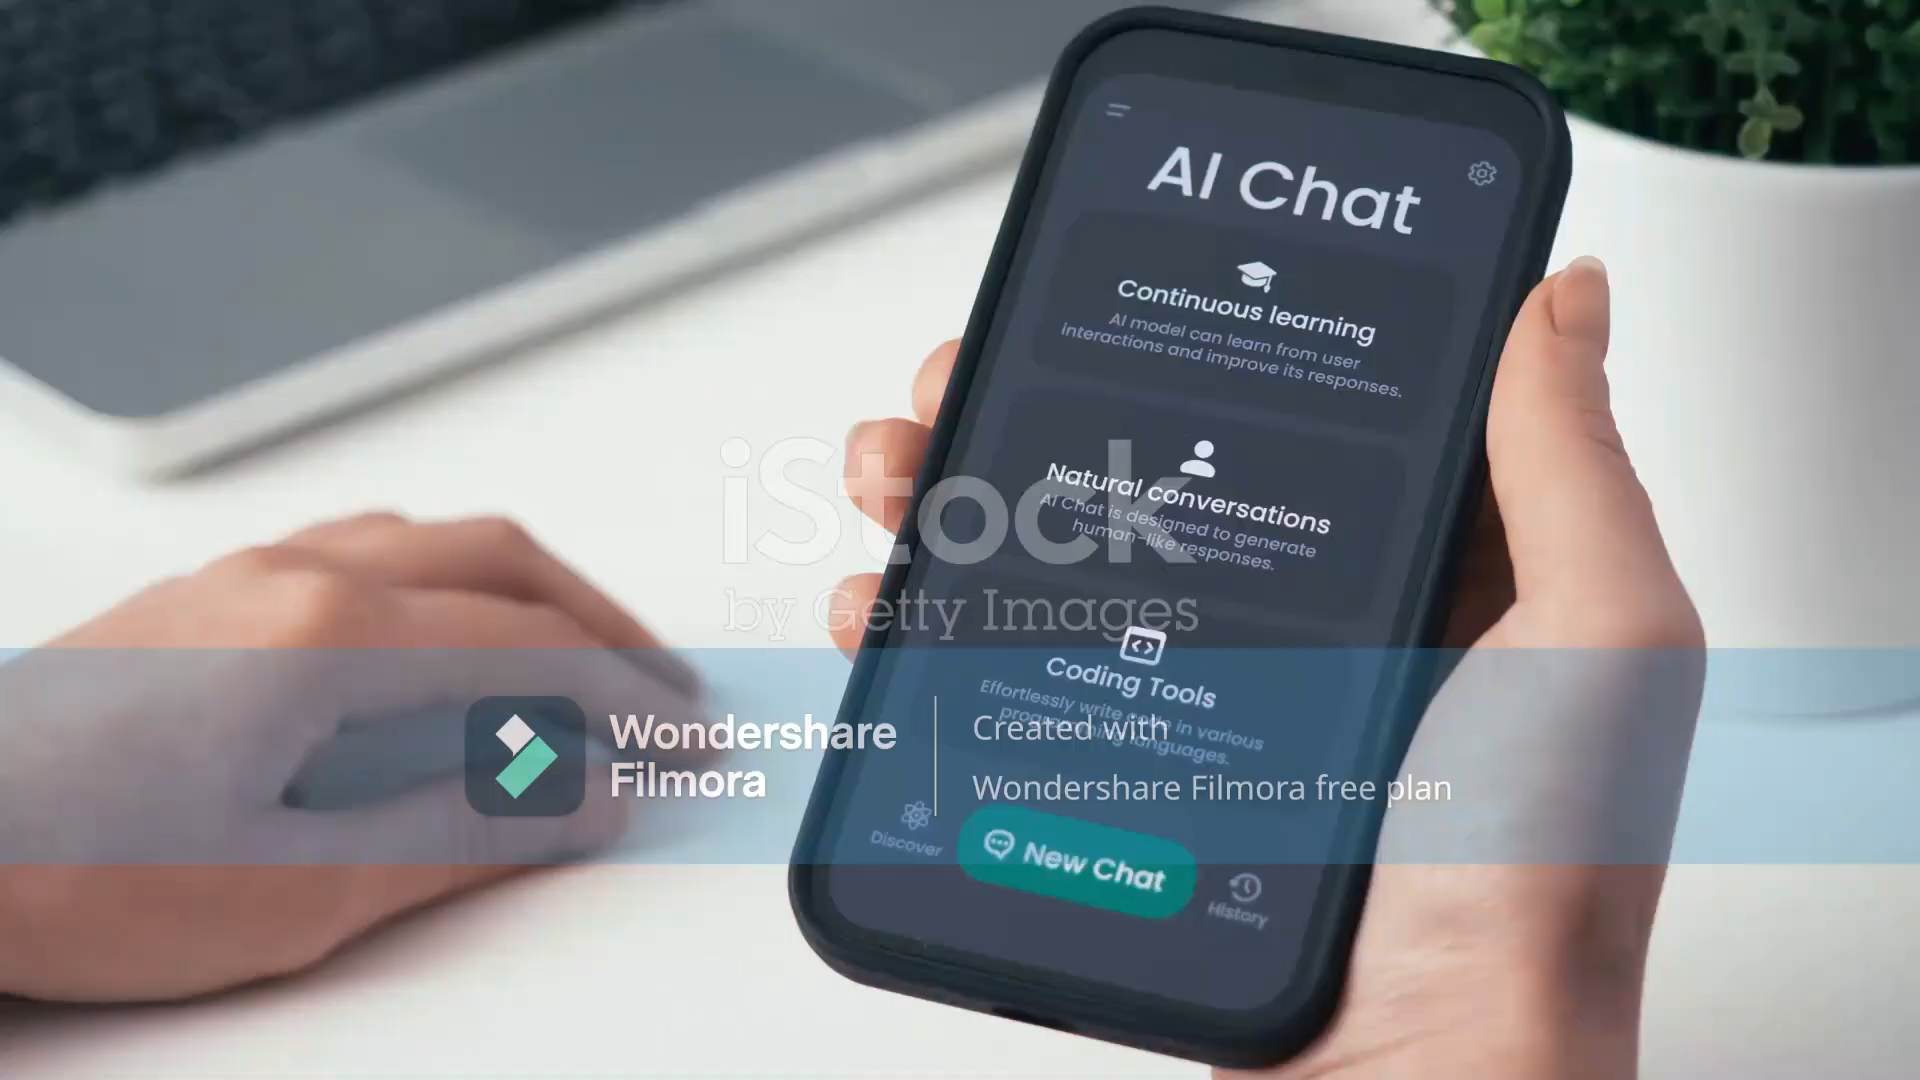 AI Chat
Continuous learning
AI model can learn from user
interactions and improve its responses.
Natural conversations
AI Chat is designed to generate
human-like responses.
iStock
by Getty Images
Coding Tools
Effortlessly write code in various
programming languages.
Wondershare
Filmora
Created with
Wondershare Filmora free plan
Discover
New Chat
History